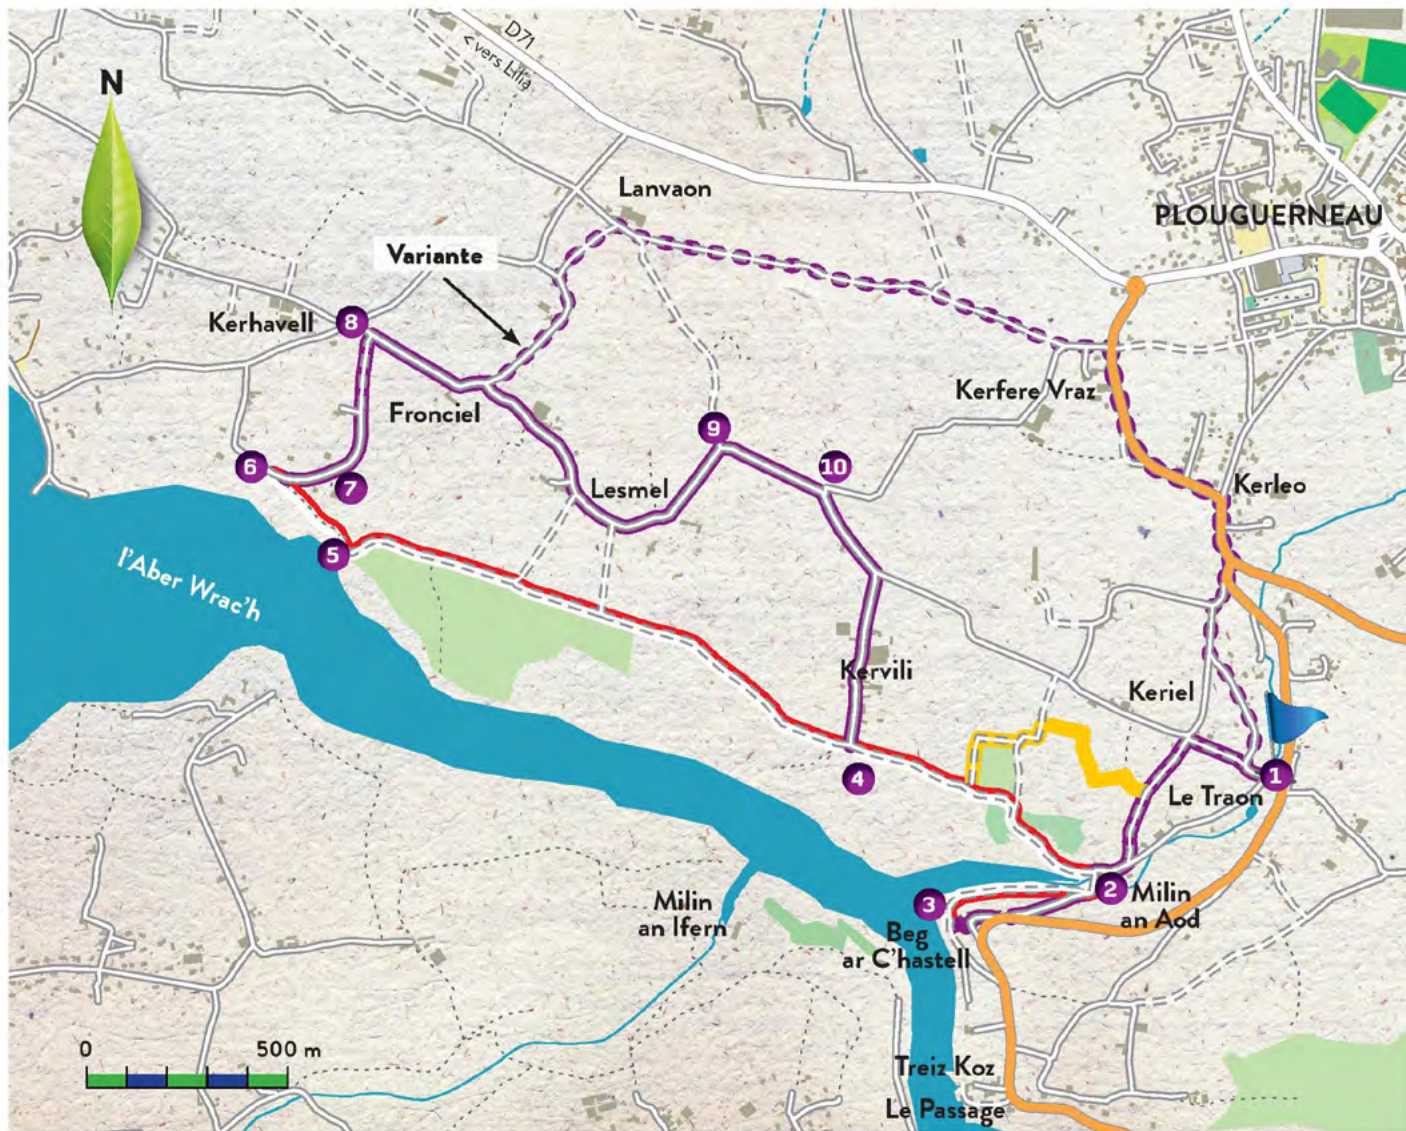 D71
< vers Lilia
N
Lanvaon
PLOUGUERNEAU
Variante
Kerhavell
8
Fronciel
Kerfere Vraz
9
10
6
7
Lesmel
Kerleo
5
l'Aber Wrac'h
Kervili
Keriel
4
Le Traon
1
2
3
Milin
an Aod
Milin
an Ifern
Beg
ar C'hastell
0
500 m
Treiz Koz
Le Passage